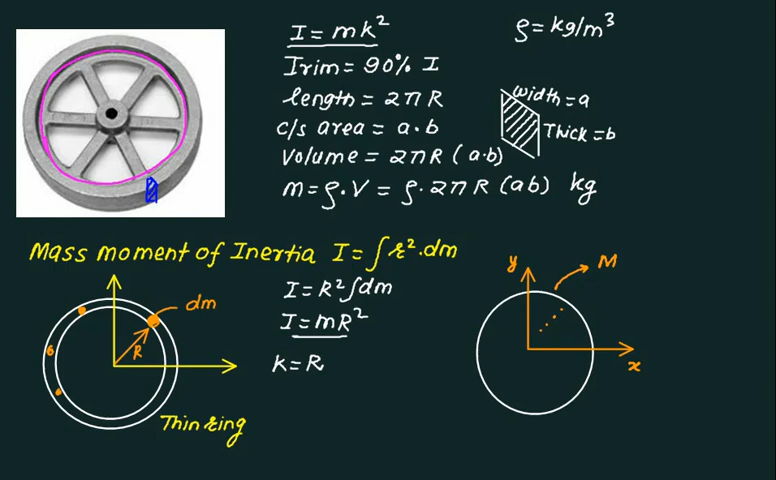 I = mk²
ρ = kg/m³
Irim = 90% I
length = 2πR
width = a
c/s area = a·b
Thick = b
Volume = 2πR (a·b)
m = ρ·V = ρ·2πR (ab) kg
Mass moment of Inertia I = ∫r²·dm
I = R²∫dm
I = mR²
k = R
dm
R
Thin ring
y
M
x